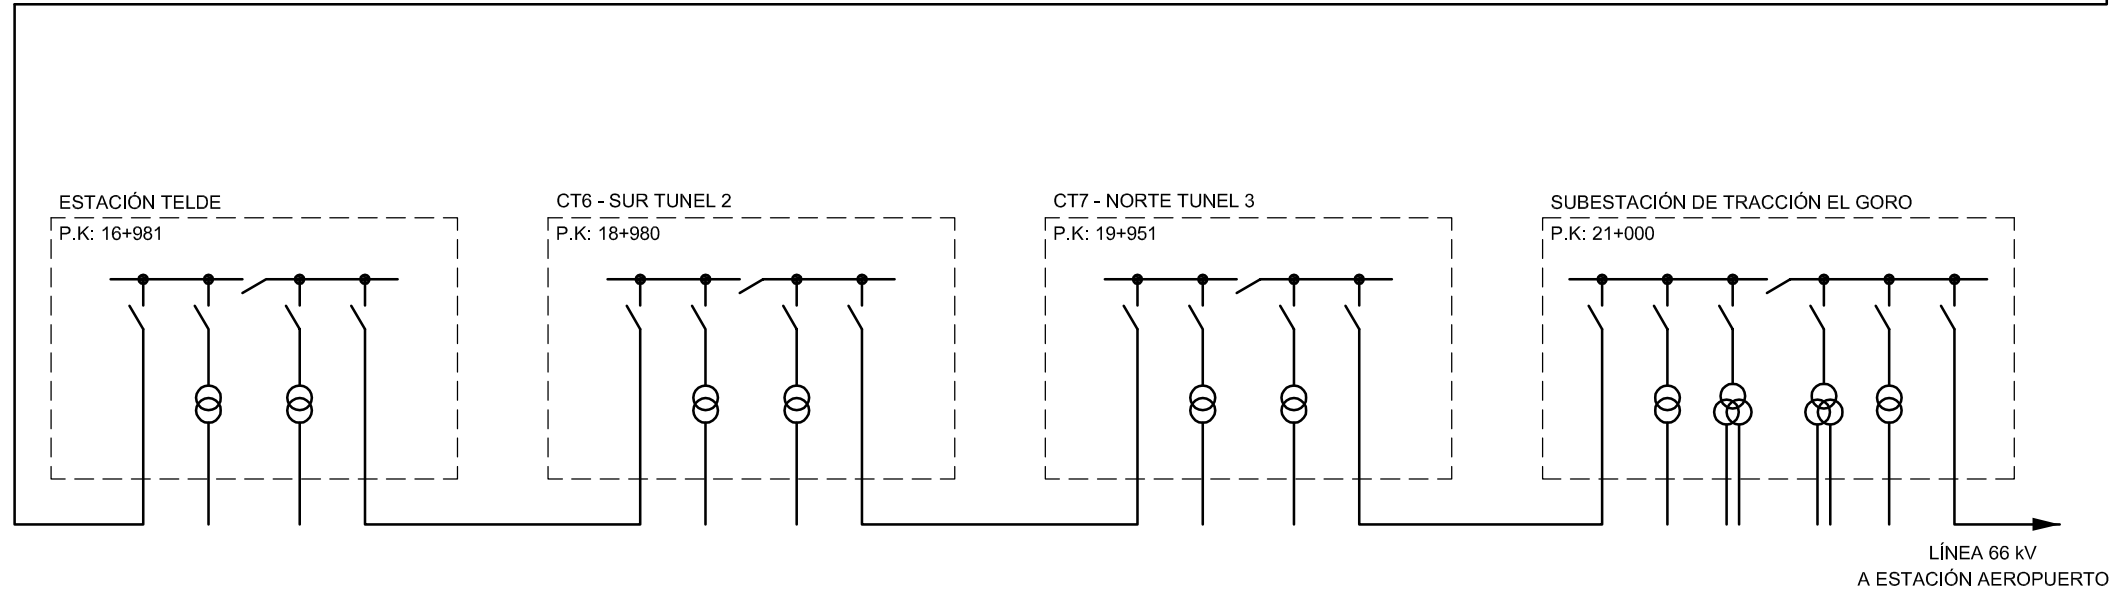 ESTACIÓN TELDE
P.K: 16+981
CT6 - SUR TUNEL 2
P.K: 18+980
CT7 - NORTE TUNEL 3
P.K: 19+951
SUBESTACIÓN DE TRACCIÓN EL GORO
P.K: 21+000
LÍNEA 66 kV
A ESTACIÓN AEROPUERTO